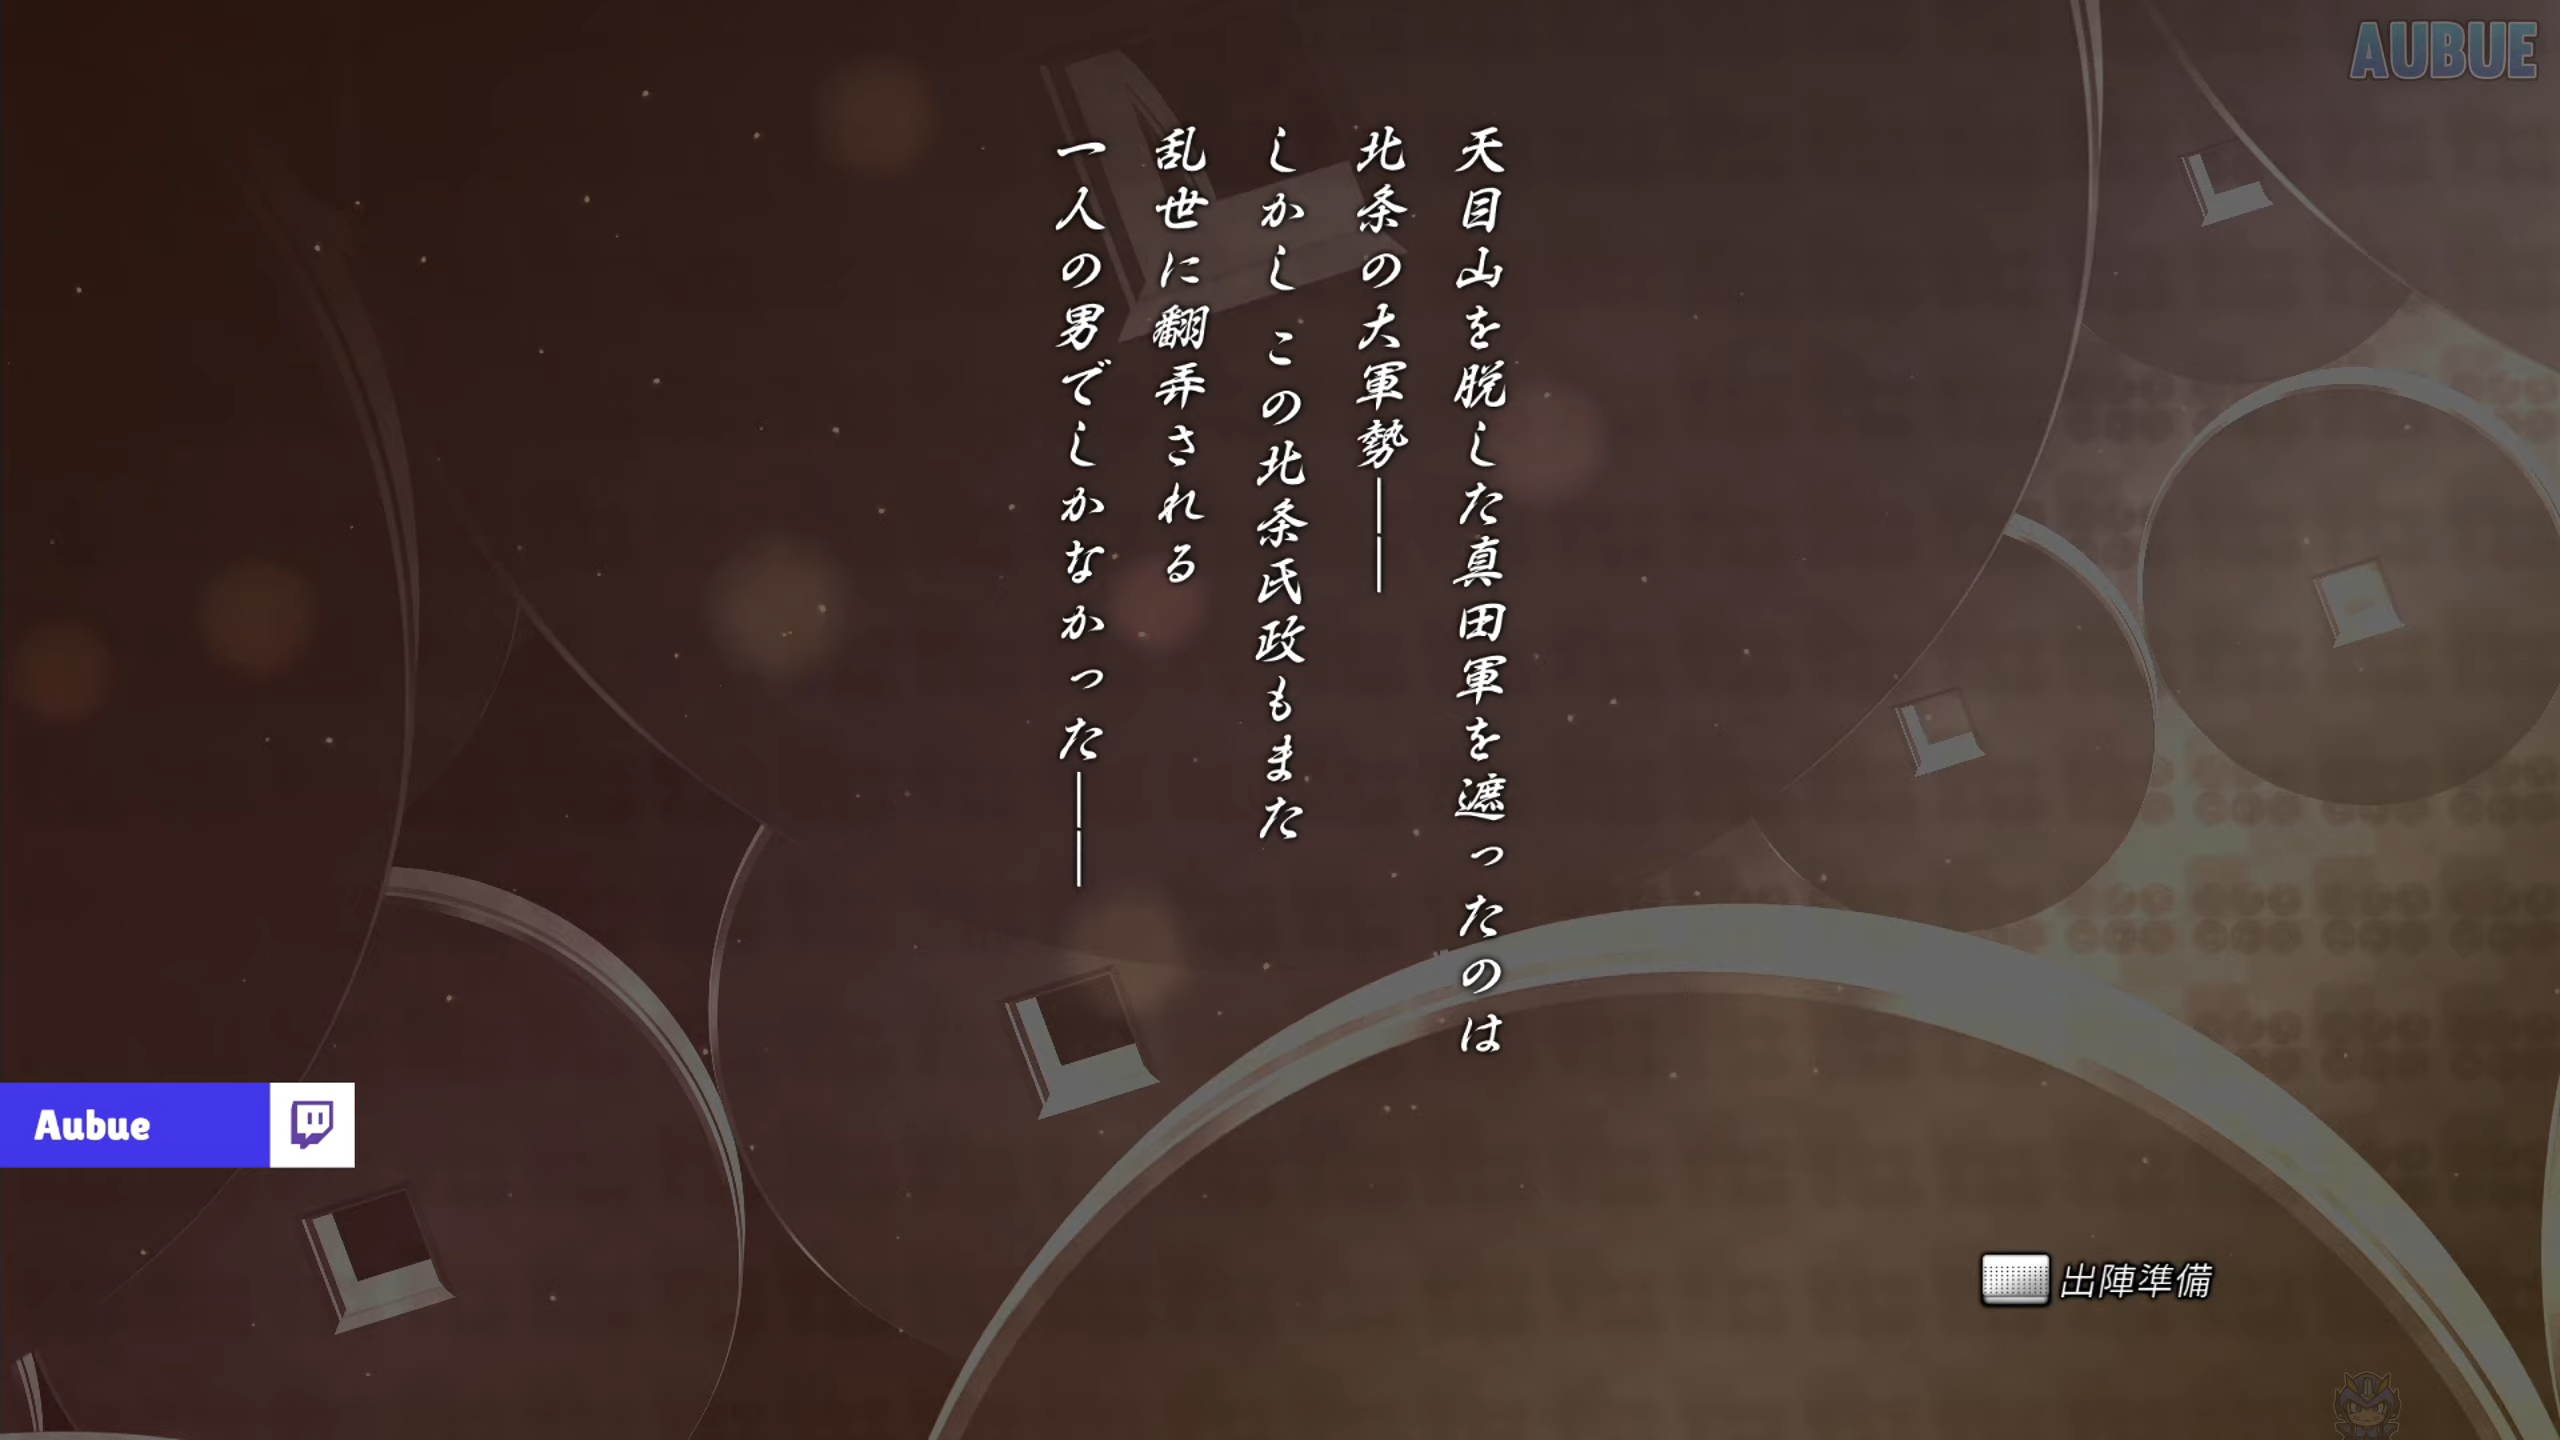 AUBUE
天目山を脱した真田軍を遮ったのは
北条の大軍勢――
しかし この北条氏政もまた
乱世に翻弄される
一人の男でしかなかった――
Aubue
出陣準備